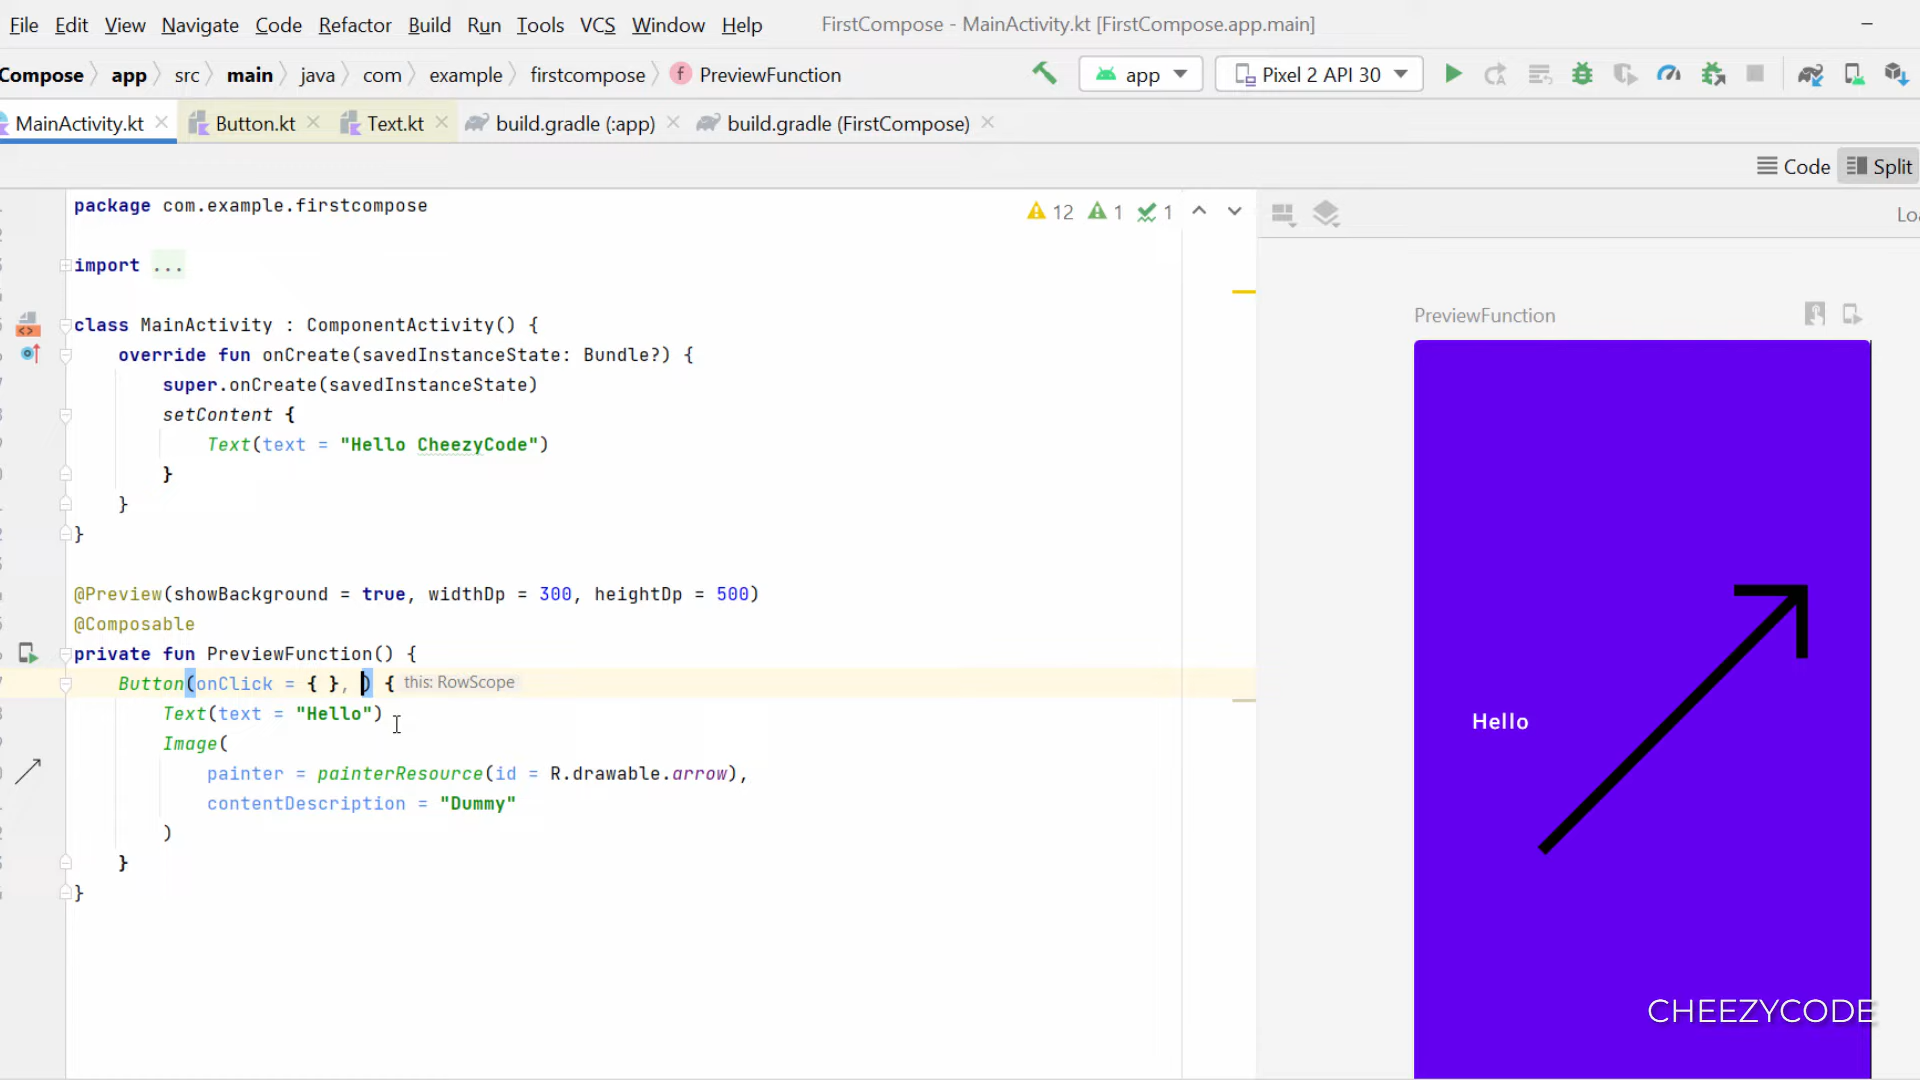 File Edit View Navigate Code Refactor Build Run Tools VCS Window Help FirstCompose - MainActivity.kt [FirstCompose.app.main]
Compose app src main java com example firstcompose PreviewFunction app Pixel 2 API 30
MainActivity.kt Button.kt Text.kt build.gradle (:app) build.gradle (FirstCompose)
Code Split
package com.example.firstcompose
12 1 1
import ...
class MainActivity : ComponentActivity() {
override fun onCreate(savedInstanceState: Bundle?) {
super.onCreate(savedInstanceState)
setContent {
Text(text = "Hello CheezyCode")
}
}
}
@Preview(showBackground = true, widthDp = 300, heightDp = 500)
@Composable
private fun PreviewFunction() {
Button(onClick = { }, ) { this: RowScope
Text(text = "Hello")
Image(
painter = painterResource(id = R.drawable.arrow),
contentDescription = "Dummy"
)
}
}
PreviewFunction
Hello
CHEEZYCODE